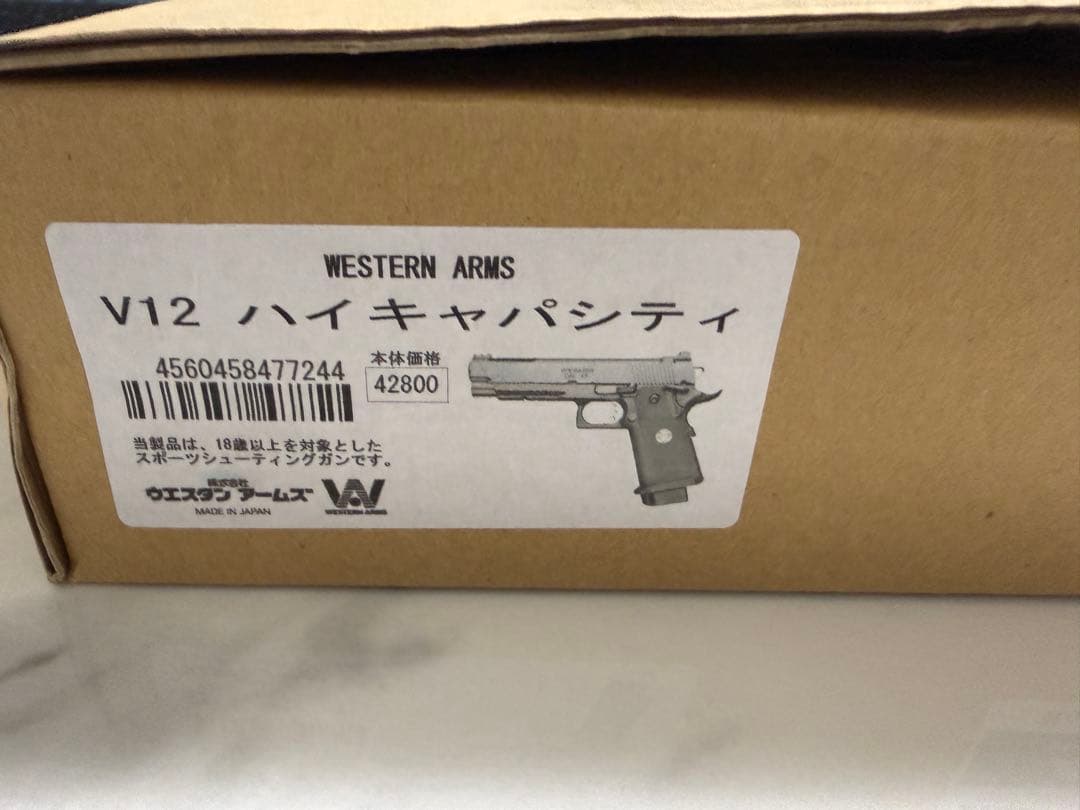 WESTERN ARMS
V12 ハイキャパシティ
4560458477244
本体価格
42800
当製品は、18歳以上を対象とした
スポーツシューティングガンです。
株式会社
ウエスタン アームズ
MADE IN JAPAN
WESTERN ARMS